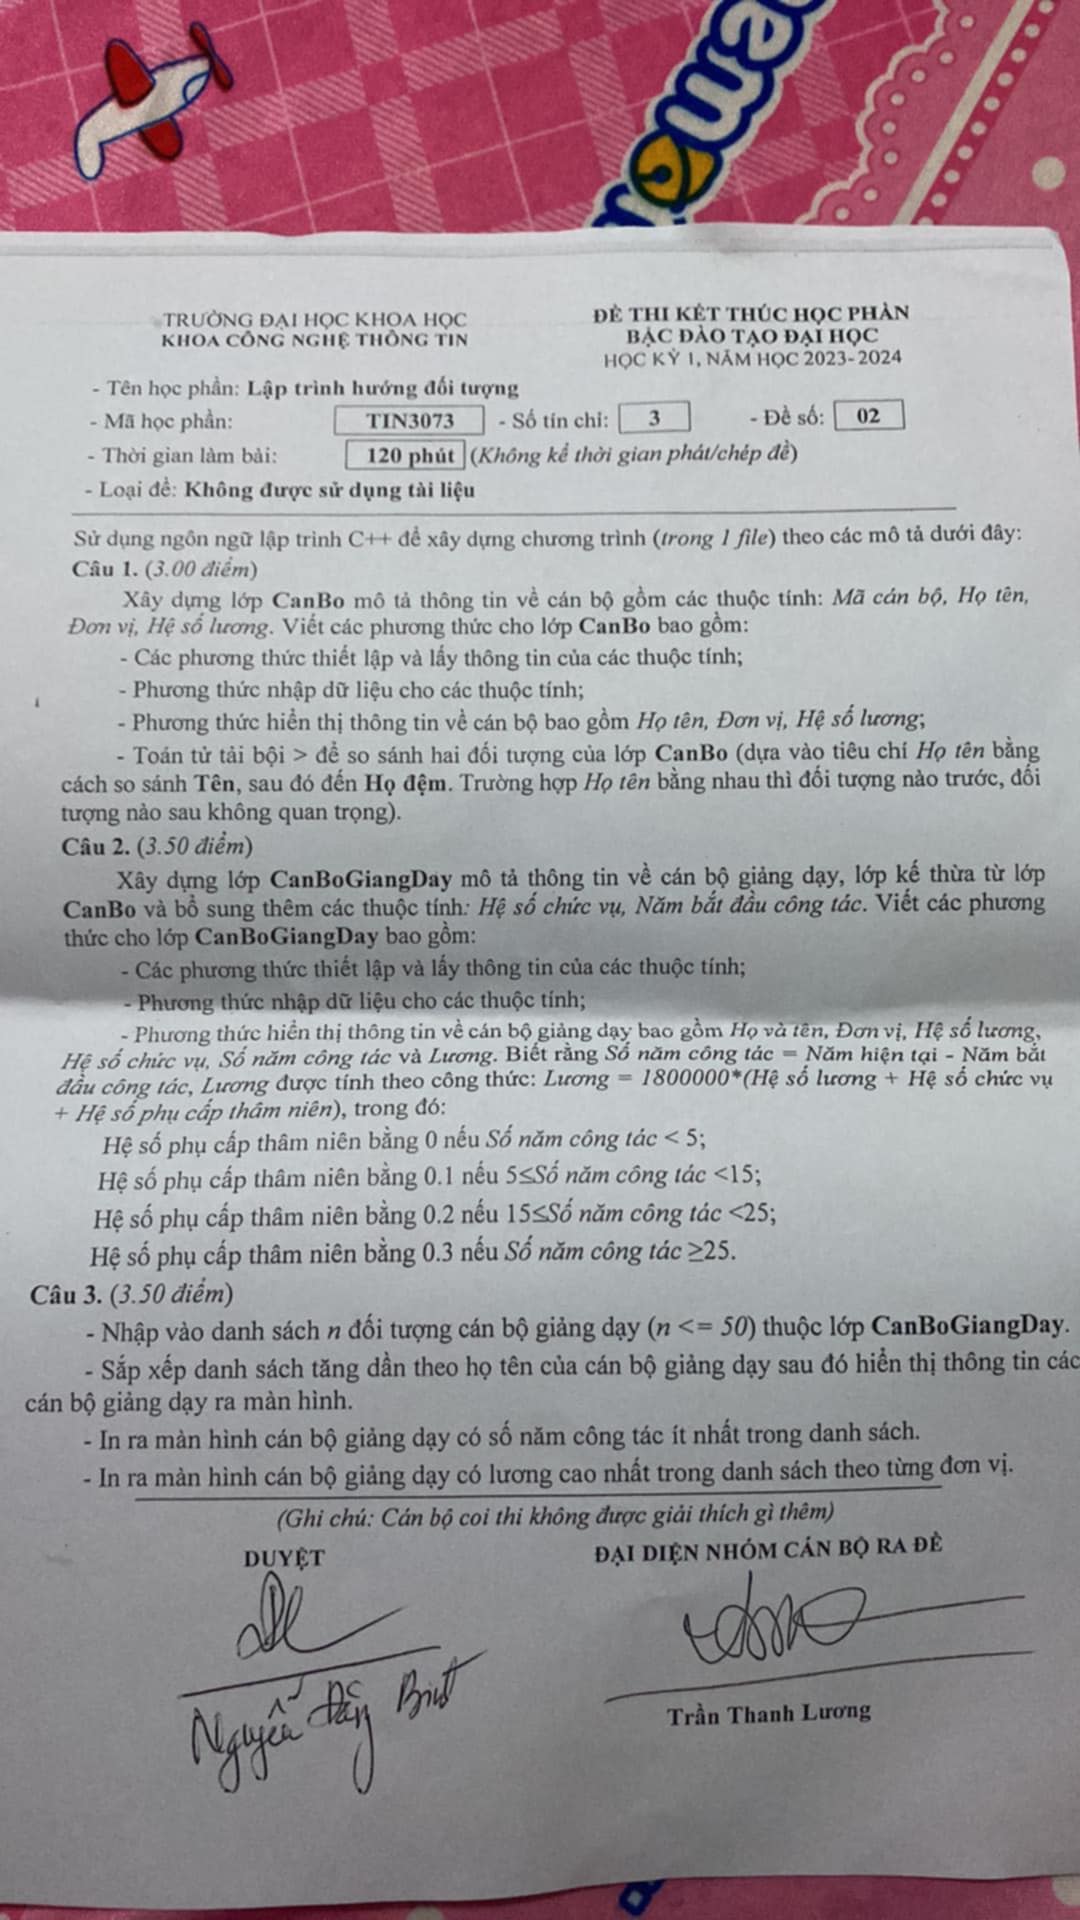 TRƯỜNG ĐẠI HỌC KHOA HỌC
KHOA CÔNG NGHỆ THÔNG TIN
ĐỀ THI KẾT THÚC HỌC PHẦN
BẬC ĐÀO TẠO ĐẠI HỌC
HỌC KỲ 1, NĂM HỌC 2023-2024
- Tên học phần: Lập trình hướng đối tượng
- Mã học phần: TIN3073 - Số tín chỉ: 3 - Đề số: 02
- Thời gian làm bài: 120 phút (Không kể thời gian phát/chép đề)
- Loại đề: Không được sử dụng tài liệu
Sử dụng ngôn ngữ lập trình C++ để xây dựng chương trình (trong 1 file) theo các mô tả dưới đây:
Câu 1. (3.00 điểm)
Xây dựng lớp CanBo mô tả thông tin về cán bộ gồm các thuộc tính: Mã cán bộ, Họ tên,
Đơn vị, Hệ số lương. Viết các phương thức cho lớp CanBo bao gồm:
- Các phương thức thiết lập và lấy thông tin của các thuộc tính;
- Phương thức nhập dữ liệu cho các thuộc tính;
- Phương thức hiển thị thông tin về cán bộ bao gồm Họ tên, Đơn vị, Hệ số lương;
- Toán tử tải bội > để so sánh hai đối tượng của lớp CanBo (dựa vào tiêu chí Họ tên bằng
cách so sánh Tên, sau đó đến Họ đệm. Trường hợp Họ tên bằng nhau thì đối tượng nào trước, đối
tượng nào sau không quan trọng).
Câu 2. (3.50 điểm)
Xây dựng lớp CanBoGiangDay mô tả thông tin về cán bộ giảng dạy, lớp kế thừa từ lớp
CanBo và bổ sung thêm các thuộc tính: Hệ số chức vụ, Năm bắt đầu công tác. Viết các phương
thức cho lớp CanBoGiangDay bao gồm:
- Các phương thức thiết lập và lấy thông tin của các thuộc tính;
- Phương thức nhập dữ liệu cho các thuộc tính;
- Phương thức hiển thị thông tin về cán bộ giảng dạy bao gồm Họ và tên, Đơn vị, Hệ số lương,
Hệ số chức vụ, Số năm công tác và Lương. Biết rằng Số năm công tác = Năm hiện tại - Năm bắt
đầu công tác, Lương được tính theo công thức: Lương = 1800000*(Hệ số lương + Hệ số chức vụ
+ Hệ số phụ cấp thâm niên), trong đó:
Hệ số phụ cấp thâm niên bằng 0 nếu Số năm công tác < 5;
Hệ số phụ cấp thâm niên bằng 0.1 nếu 5≤Số năm công tác <15;
Hệ số phụ cấp thâm niên bằng 0.2 nếu 15≤Số năm công tác <25;
Hệ số phụ cấp thâm niên bằng 0.3 nếu Số năm công tác ≥25.
Câu 3. (3.50 điểm)
- Nhập vào danh sách n đối tượng cán bộ giảng dạy (n <= 50) thuộc lớp CanBoGiangDay.
- Sắp xếp danh sách tăng dần theo họ tên của cán bộ giảng dạy sau đó hiển thị thông tin các
cán bộ giảng dạy ra màn hình.
- In ra màn hình cán bộ giảng dạy có số năm công tác ít nhất trong danh sách.
- In ra màn hình cán bộ giảng dạy có lương cao nhất trong danh sách theo từng đơn vị.
(Ghi chú: Cán bộ coi thi không được giải thích gì thêm)
DUYỆT
ĐẠI DIỆN NHÓM CÁN BỘ RA ĐỀ
Trần Thanh Lương